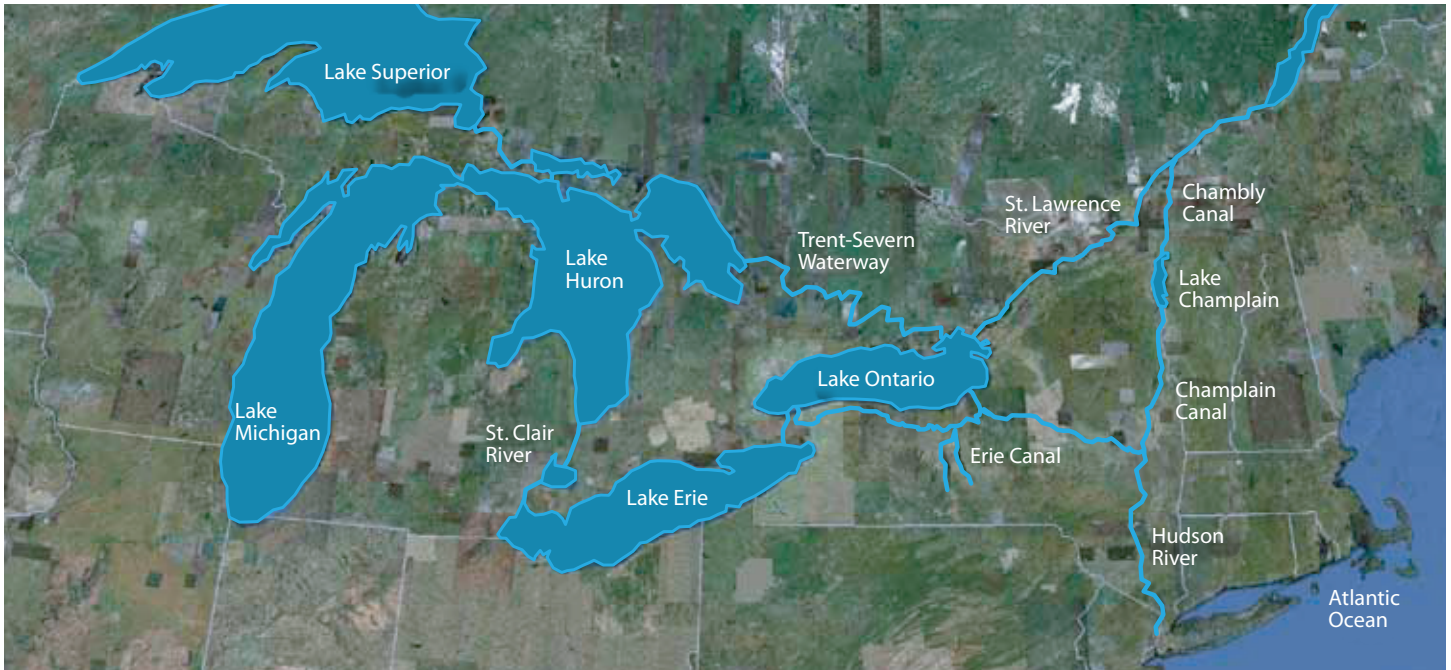 Lake Superior
St. Lawrence
River
Chambly
Canal
Trent-Severn
Waterway
Lake
Huron
Lake
Champlain
Lake Ontario
Lake
Michigan
Champlain
Canal
St. Clair
River
Erie Canal
Lake Erie
Hudson
River
Atlantic
Ocean